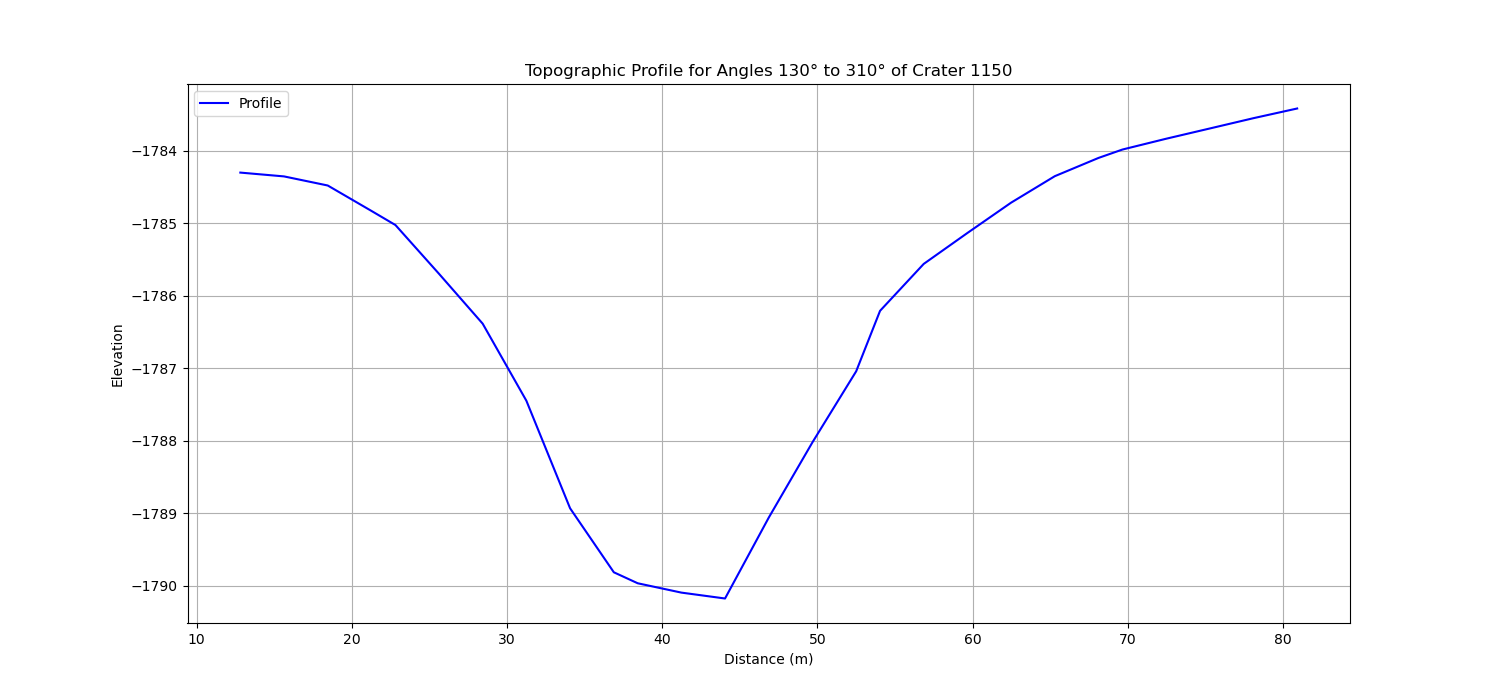 Topographic Profile for Angles 130° to 310° of Crater 1150
Profile
−1784
−1785
−1786
−1787
−1788
−1789
−1790
Elevation
10 20 30 40 50 60 70 80
Distance (m)